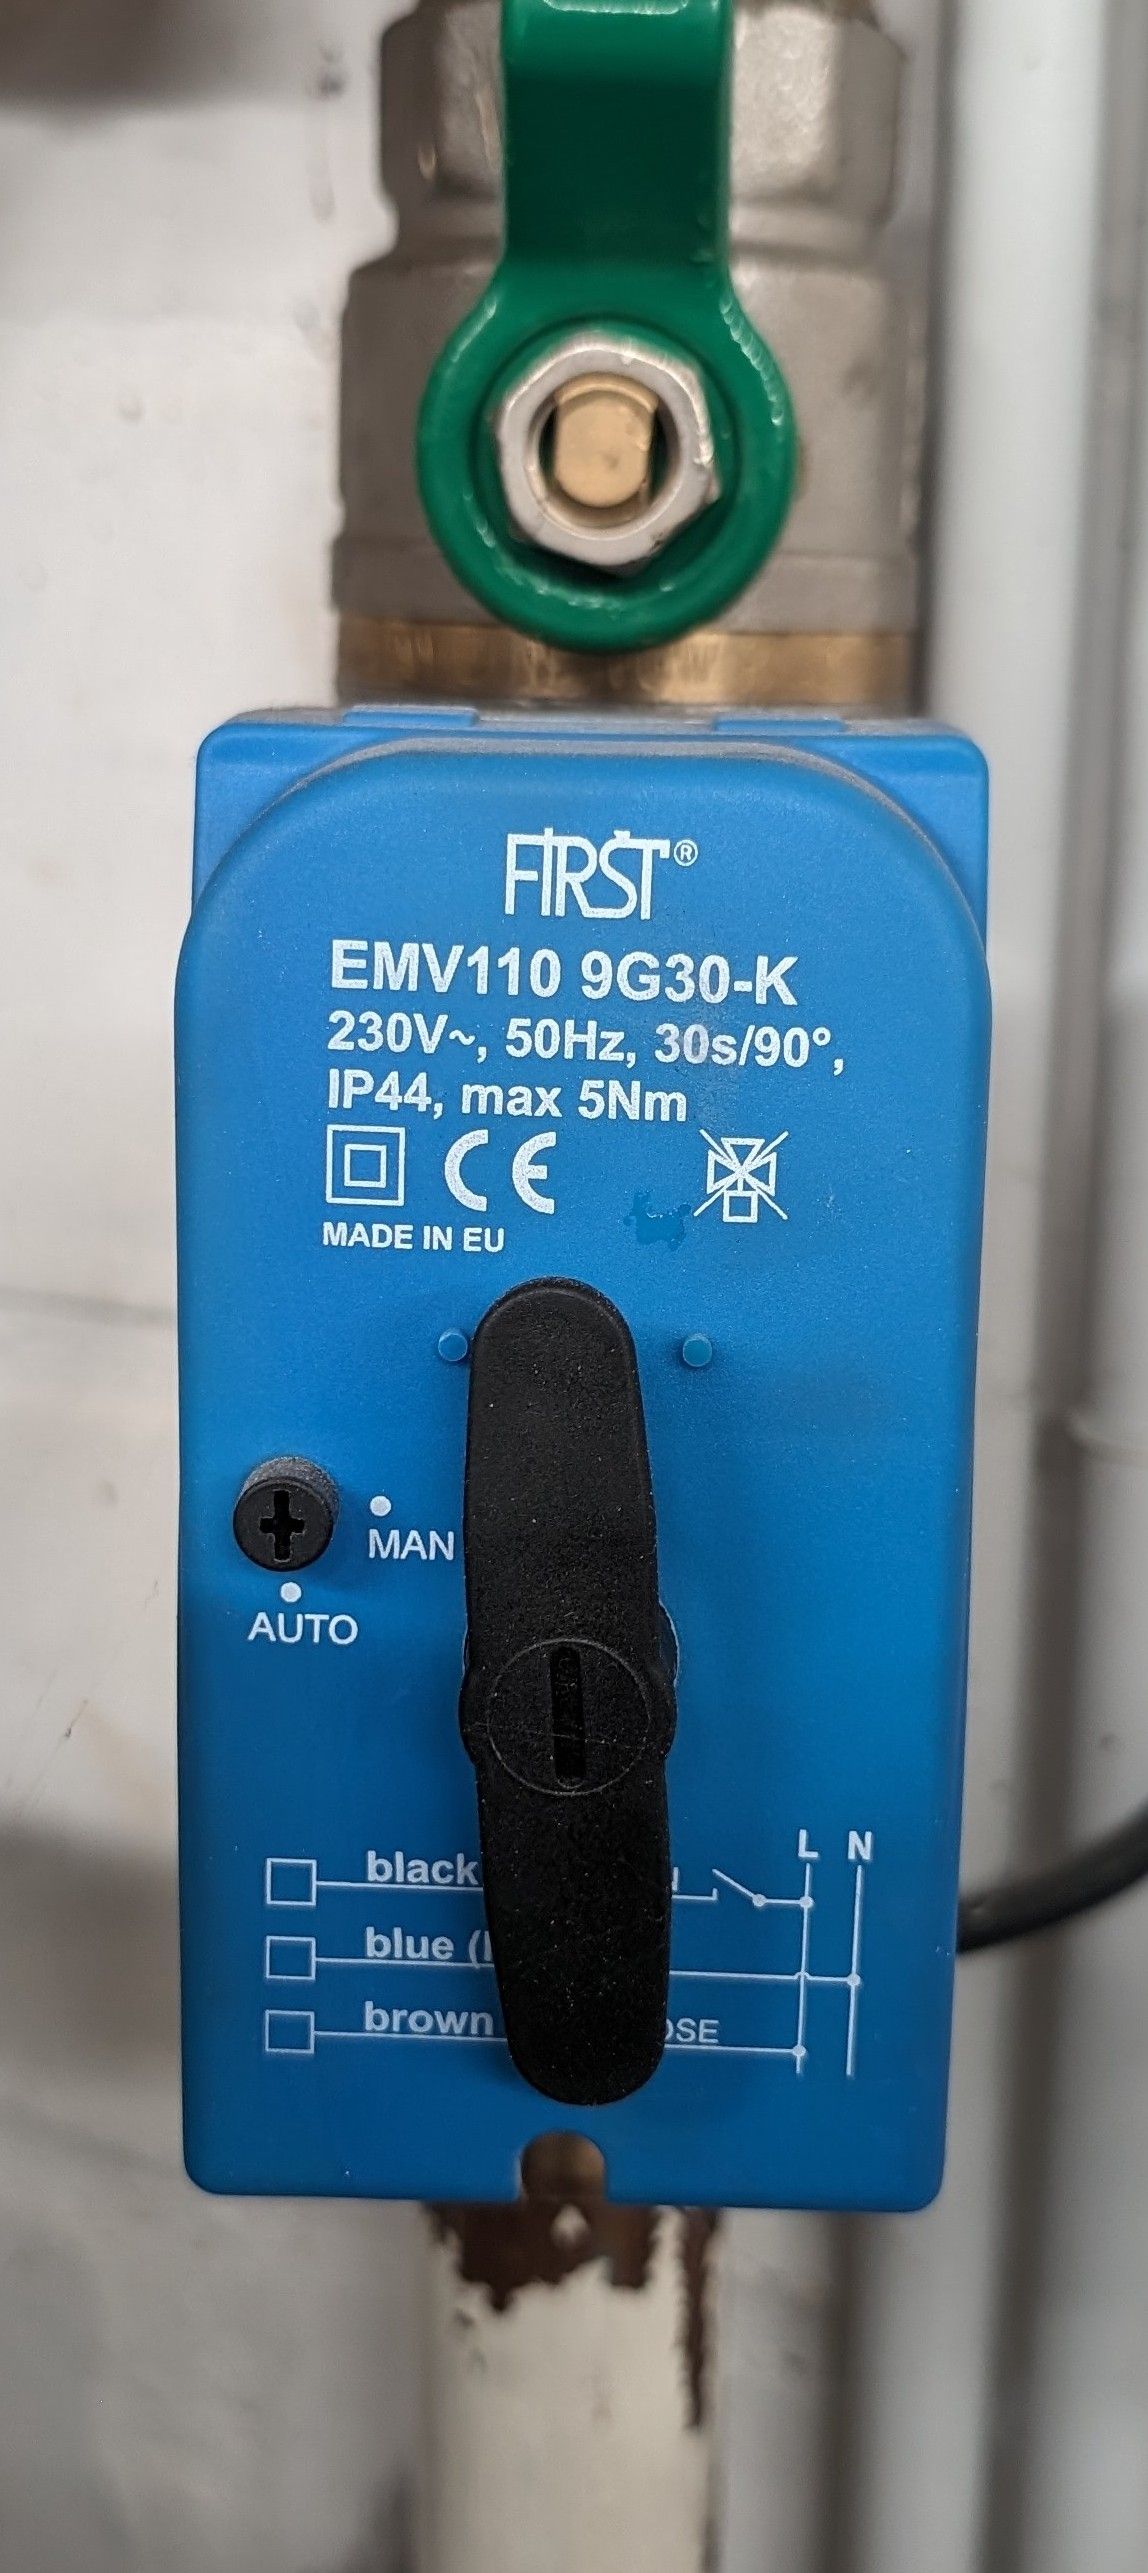 FIRST®
EMV110 9G30-K
230V~, 50Hz, 30s/90°,
IP44, max 5Nm
CE
MADE IN EU
MAN
AUTO
L N
black
blue
brown